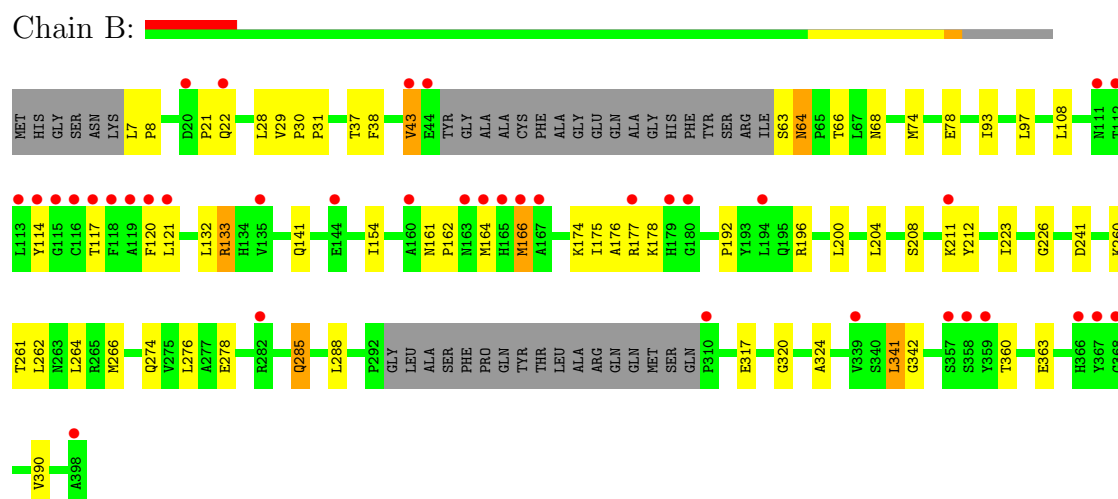 Chain B:
MET HIS GLY SER ASN LYS L7 P8 D20 P21 Q22 L28 V29 P30 P31 T37 F38 V43 E44 TYR GLY ALA ALA CYS PHE ALA GLY GLU GLN ALA GLY HIS PHE TYR SER ARG ILE S63 N64 P65 T66 L67 N68 M74 E78 I93 L97 L108 N111 T112
L113 Y114 G115 C116 T117 F118 A119 F120 L121 L132 R133 H134 V135 Q141 E144 I154 A160 N161 P162 N163 M164 H165 M166 A167 K174 I175 A176 R177 K178 H179 G180 P192 Y193 L194 Q195 R196 L200 L204 S208 K211 Y212 I223 G226 D241 K260
T261 L262 N263 L264 R265 M266 Q274 V275 L276 A277 E278 R282 Q285 L288 P292 GLY LEU ALA SER PHE PRO GLN TYR THR LEU ALA ARG GLN GLN MET SER GLN P310 E317 G320 A324 V339 S340 L341 G342 S357 S358 Y359 T360 E363 H366 Y367 G368
V390 A398